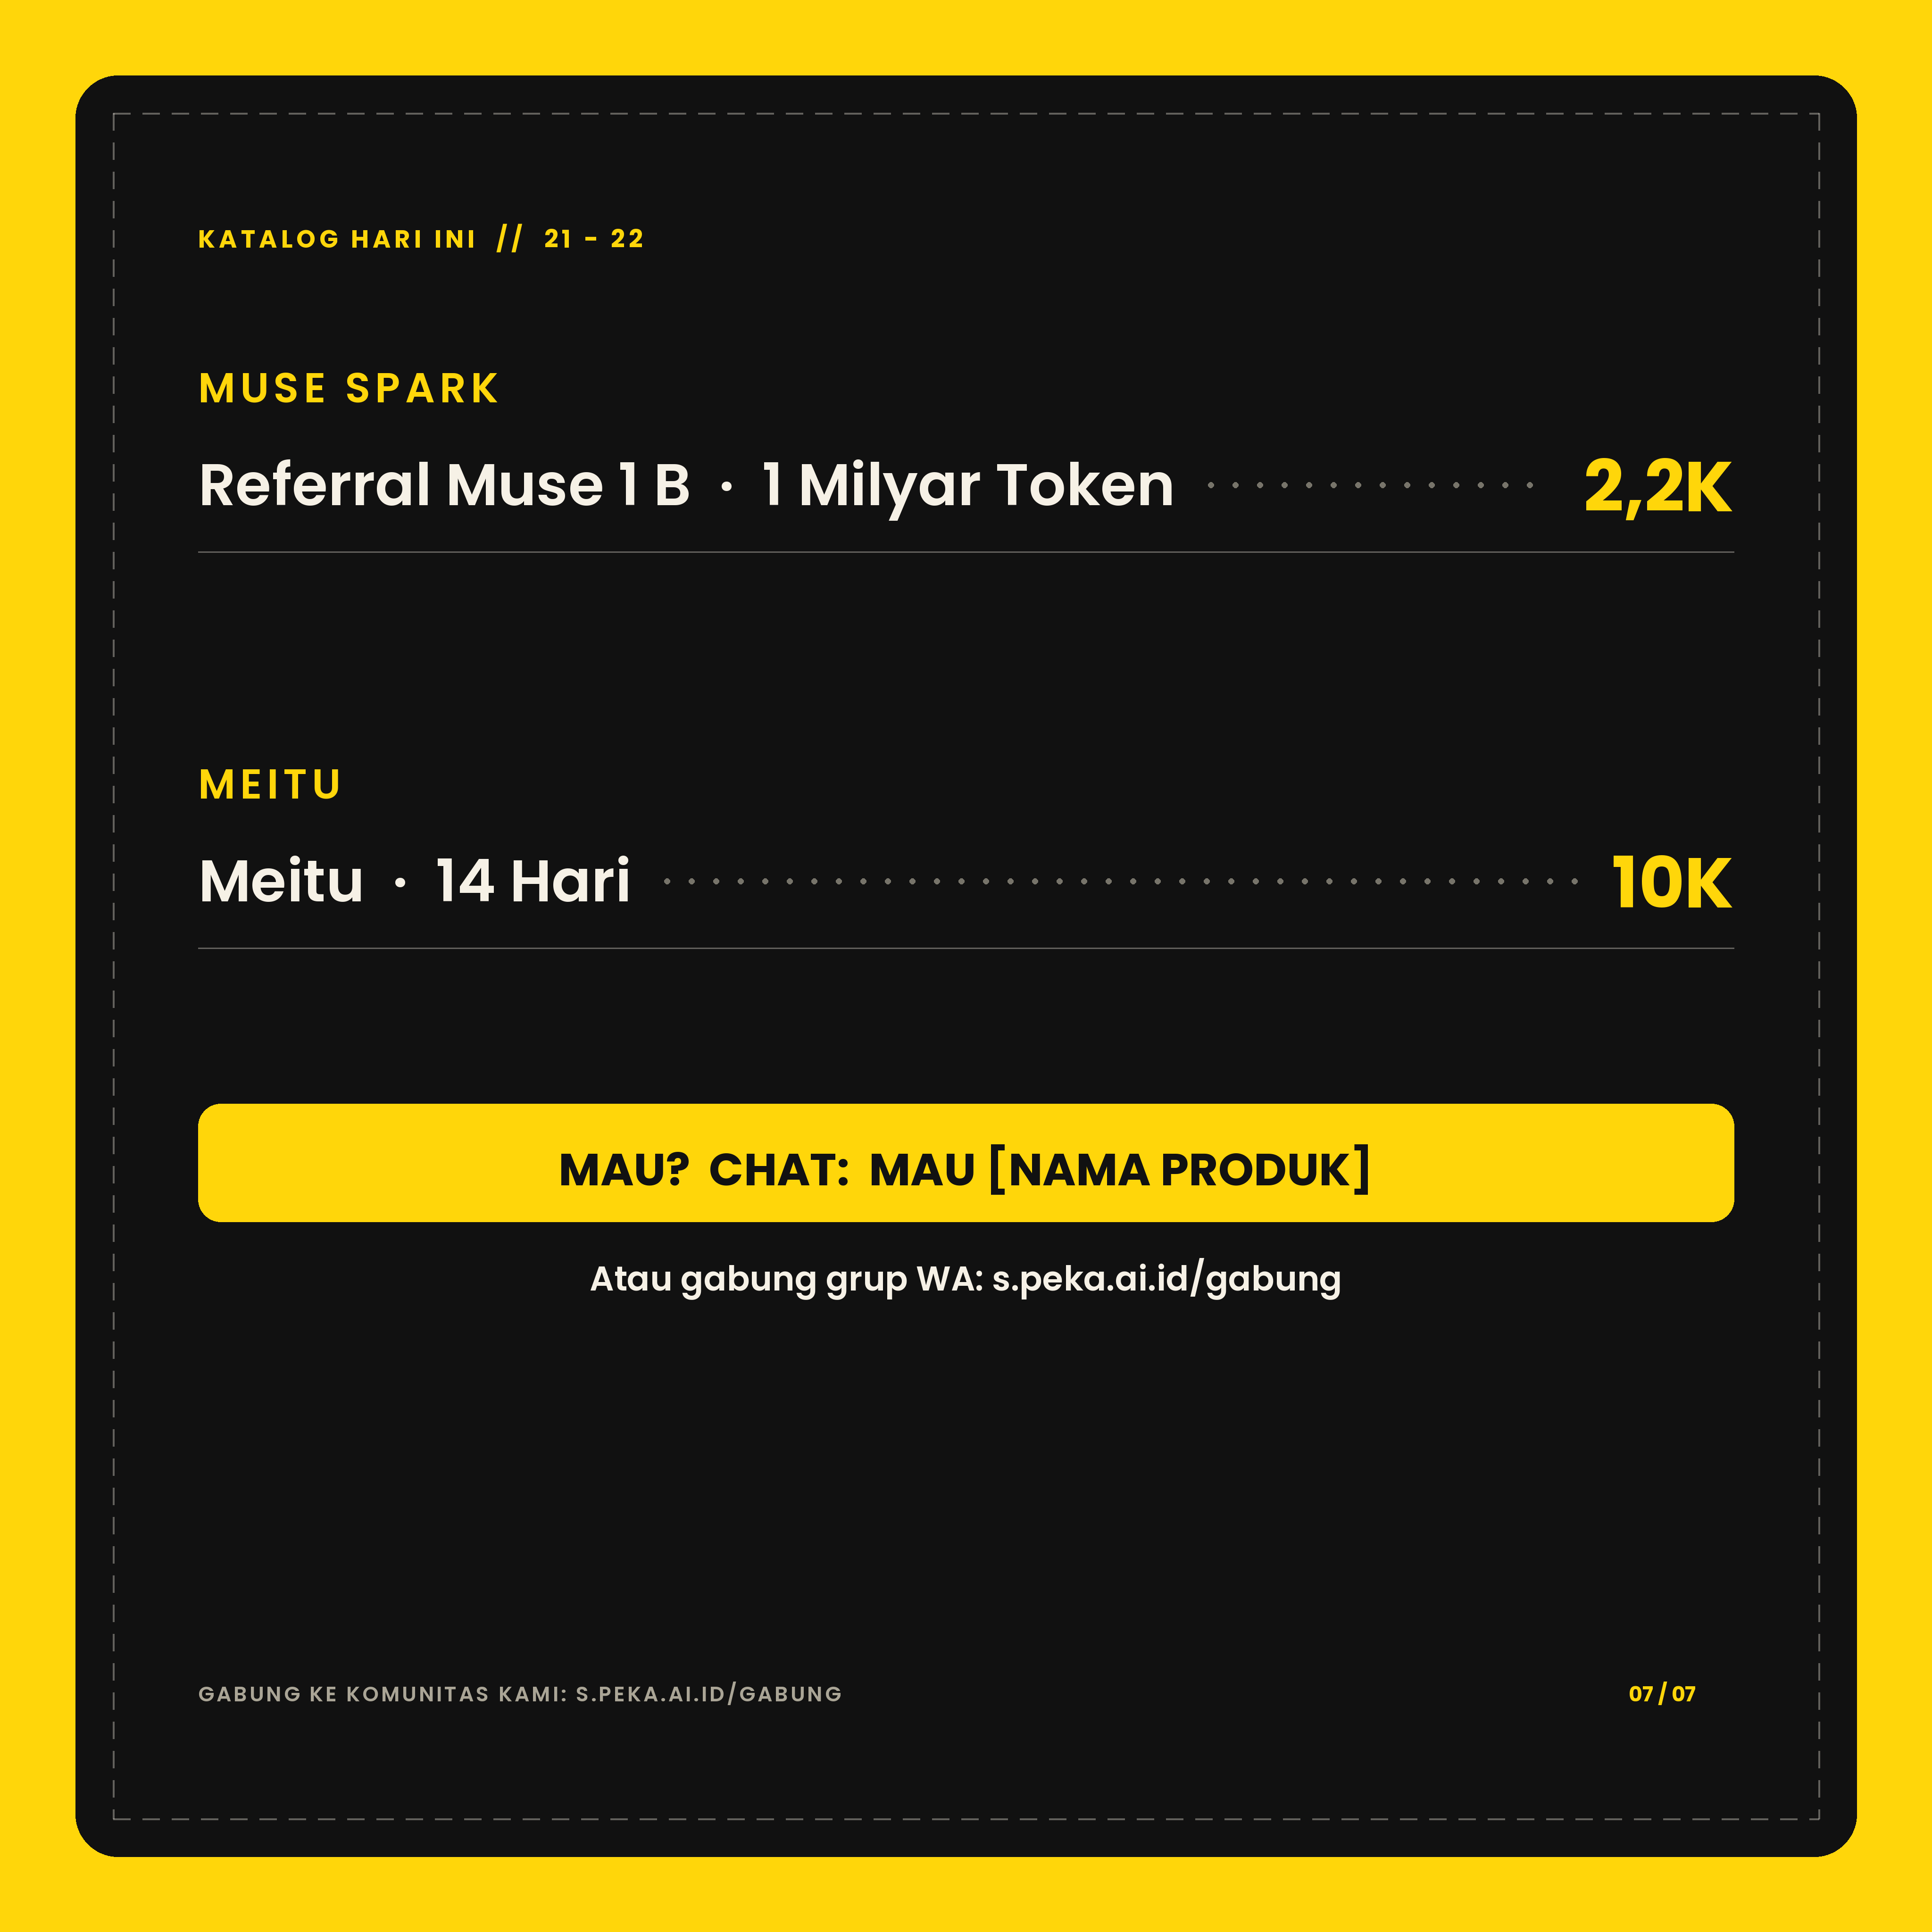 KATALOG HARI INI // 21 - 22
MUSE SPARK
Referral Muse 1 B · 1 Milyar Token 2,2K
MEITU
Meitu · 14 Hari 10K
MAU? CHAT: MAU [NAMA PRODUK]
Atau gabung grup WA: s.peka.ai.id/gabung
GABUNG KE KOMUNITAS KAMI: S.PEKA.AI.ID/GABUNG 07 / 07